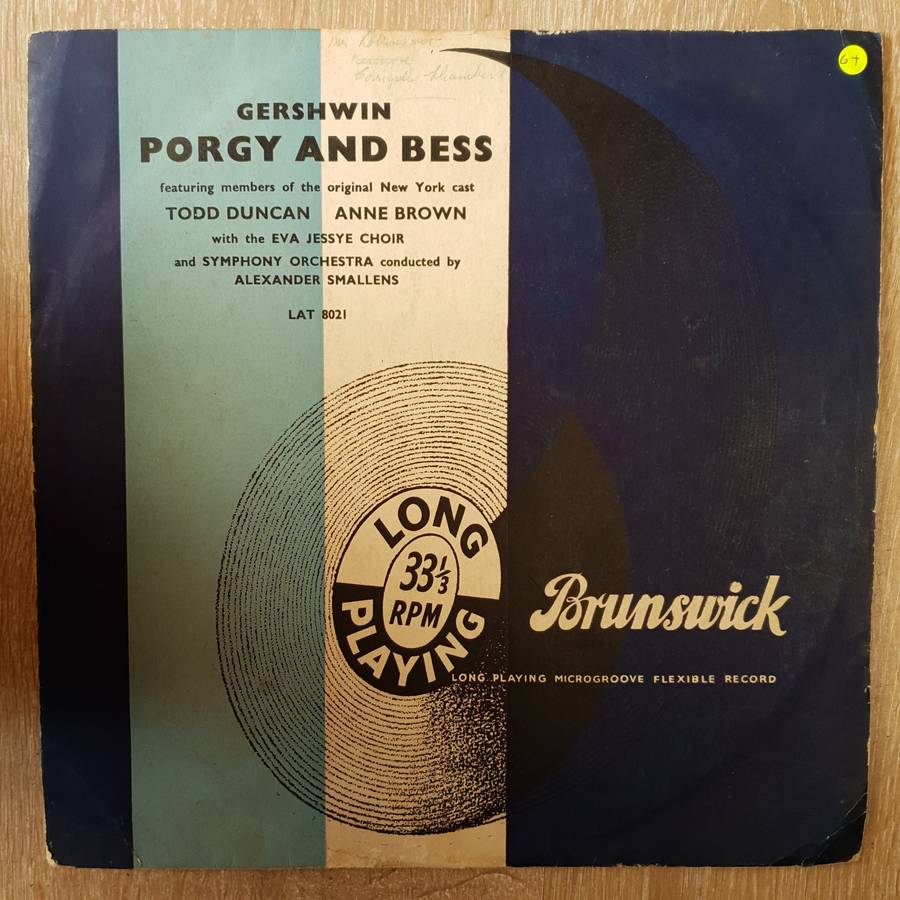 G+
GERSHWIN
PORGY AND BESS
featuring members of the original New York cast
TODD DUNCAN ANNE BROWN
with the EVA JESSYE CHOIR
and SYMPHONY ORCHESTRA conducted by
ALEXANDER SMALLENS
LAT 8021
LONG
33 1/3
RPM
PLAYING
Brunswick
LONG PLAYING MICROGROOVE FLEXIBLE RECORD